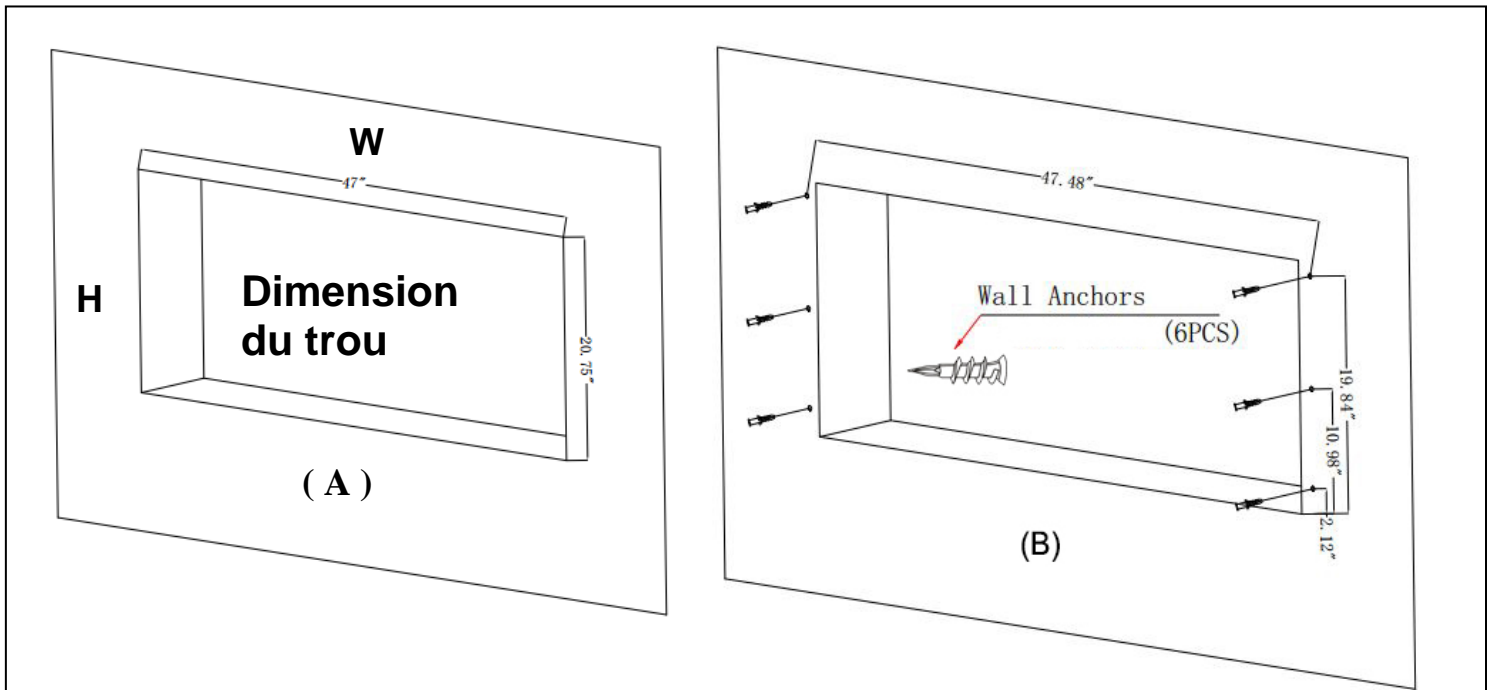 W
47"
H
Dimension
du trou
20.75"
( A )
47.48"
Wall Anchors
(6PCS)
19.84"
10.98"
2.12"
(B)